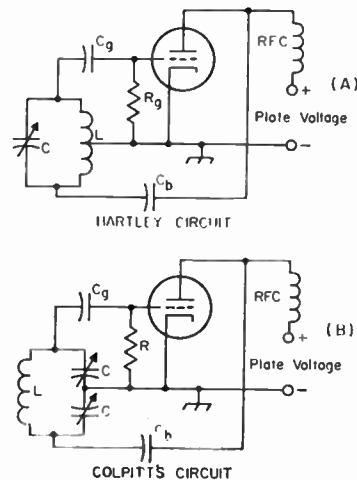 Cg
RFC
(A)
+
Rg
L
C
Plate Voltage
–
Cb
HARTLEY CIRCUIT
Cg
RFC
(B)
+
R
L
C
Plate Voltage
C
–
Cb
COLPITTS CIRCUIT